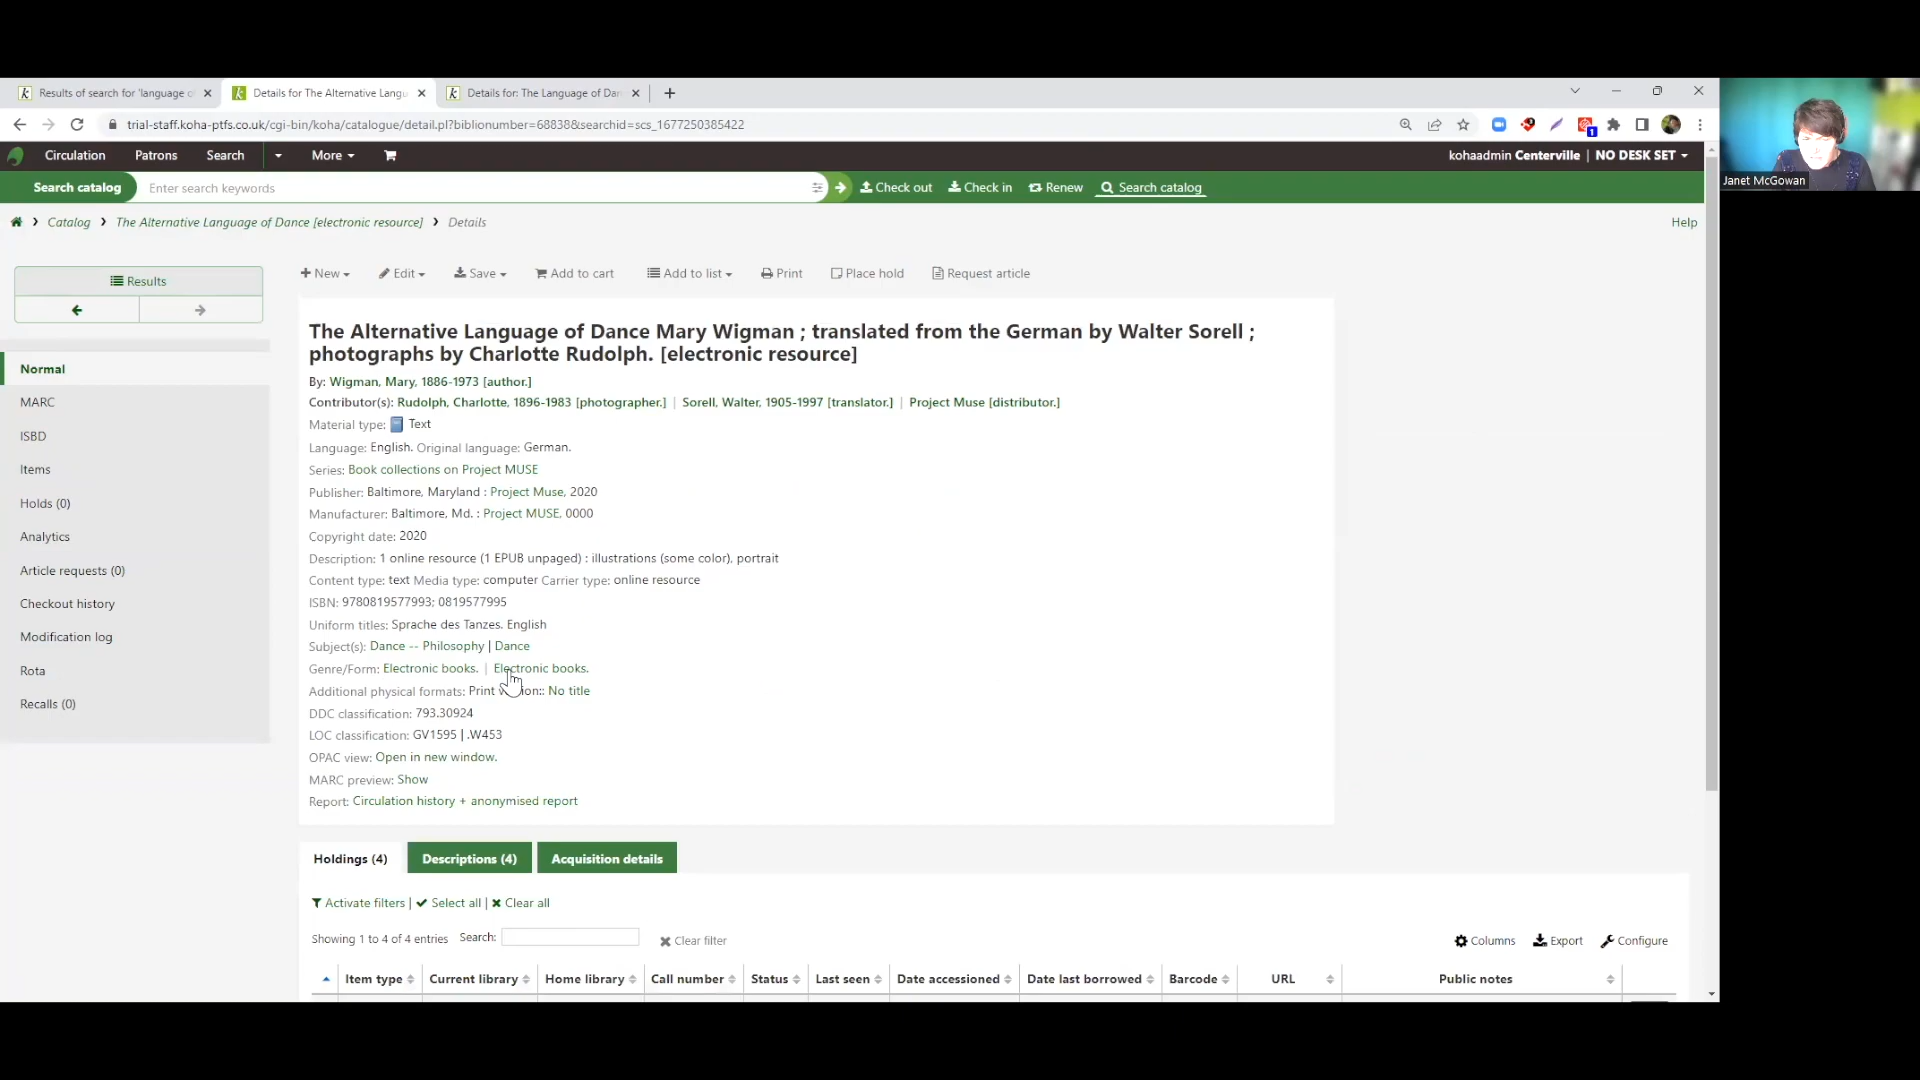 Results of search for 'language o
Details for The Alternative Langu
Details for: The Language of Dan
trial-staff.koha-ptfs.co.uk/cgi-bin/koha/catalogue/detail.pl?biblionumber=68838&searchid=scs_1677250385422
1
Circulation Patrons Search More
kohaadmin Centerville | NO DESK SET
Janet McGowan
Search catalog Enter search keywords Check out Check in Renew Search catalog
Catalog The Alternative Language of Dance [electronic resource] Details
Help
Results
New Edit Save Add to cart Add to list Print Place hold Request article
Normal
MARC
ISBD
Items
Holds (0)
Analytics
Article requests (0)
Checkout history
Modification log
Rota
Recalls (0)
The Alternative Language of Dance Mary Wigman ; translated from the German by Walter Sorell ;
photographs by Charlotte Rudolph. [electronic resource]
By: Wigman, Mary, 1886-1973 [author.]
Contributor(s): Rudolph, Charlotte, 1896-1983 [photographer.] | Sorell, Walter, 1905-1997 [translator.] | Project Muse [distributor.]
Material type: Text
Language: English. Original language: German.
Series: Book collections on Project MUSE
Publisher: Baltimore, Maryland : Project Muse, 2020
Manufacturer: Baltimore, Md. : Project MUSE, 0000
Copyright date: 2020
Description: 1 online resource (1 EPUB unpaged) : illustrations (some color), portrait
Content type: text Media type: computer Carrier type: online resource
ISBN: 9780819577993; 0819577995
Uniform titles: Sprache des Tanzes. English
Subject(s): Dance -- Philosophy | Dance
Genre/Form: Electronic books. | Electronic books.
Additional physical formats: Print No title
DDC classification: 793.30924
LOC classification: GV1595 | .W453
OPAC view: Open in new window.
MARC preview: Show
Report: Circulation history + anonymised report
Holdings (4) Descriptions (4) Acquisition details
Activate filters | Select all | Clear all
Showing 1 to 4 of 4 entries Search: Clear filter
Columns Export Configure
Item type Current library Home library Call number Status Last seen Date accessioned Date last borrowed Barcode URL Public notes